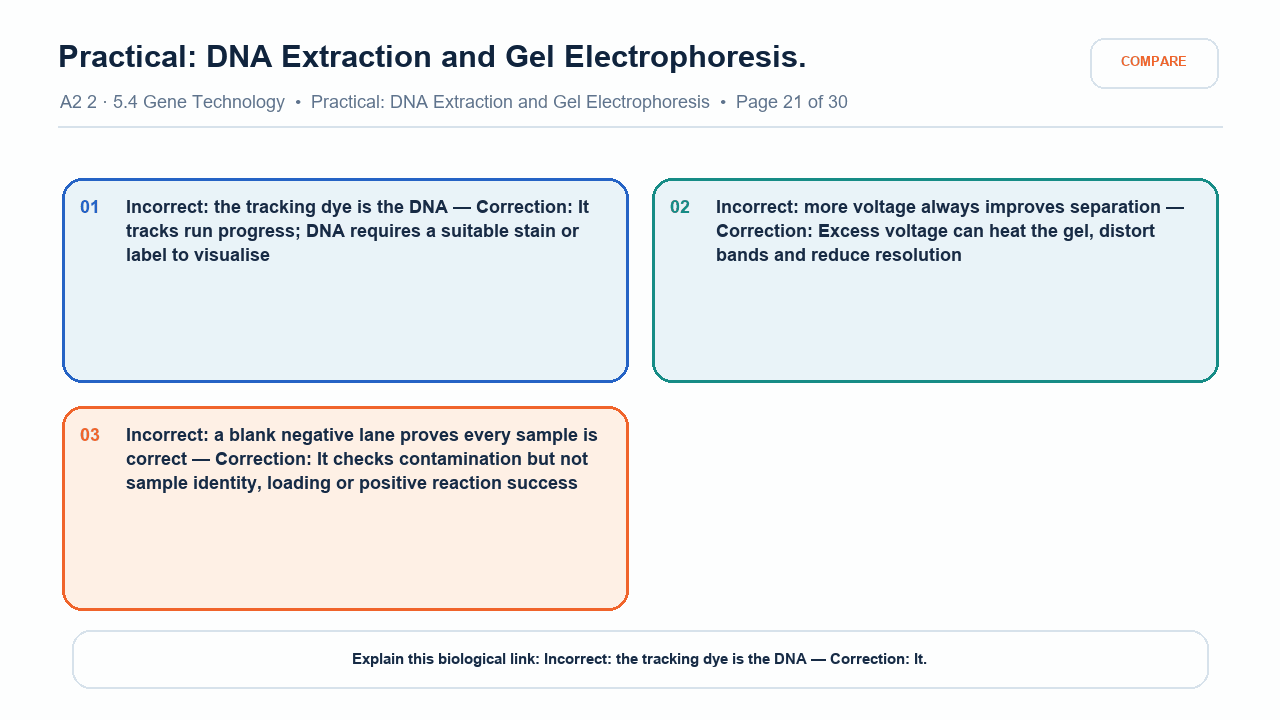 Practical: DNA Extraction and Gel Electrophoresis.
COMPARE
A2 2 · 5.4 Gene Technology • Practical: DNA Extraction and Gel Electrophoresis • Page 21 of 30
01
Incorrect: the tracking dye is the DNA — Correction: It
tracks run progress; DNA requires a suitable stain or
label to visualise
02
Incorrect: more voltage always improves separation —
Correction: Excess voltage can heat the gel, distort
bands and reduce resolution
03
Incorrect: a blank negative lane proves every sample is
correct — Correction: It checks contamination but not
sample identity, loading or positive reaction success
Explain this biological link: Incorrect: the tracking dye is the DNA — Correction: It.